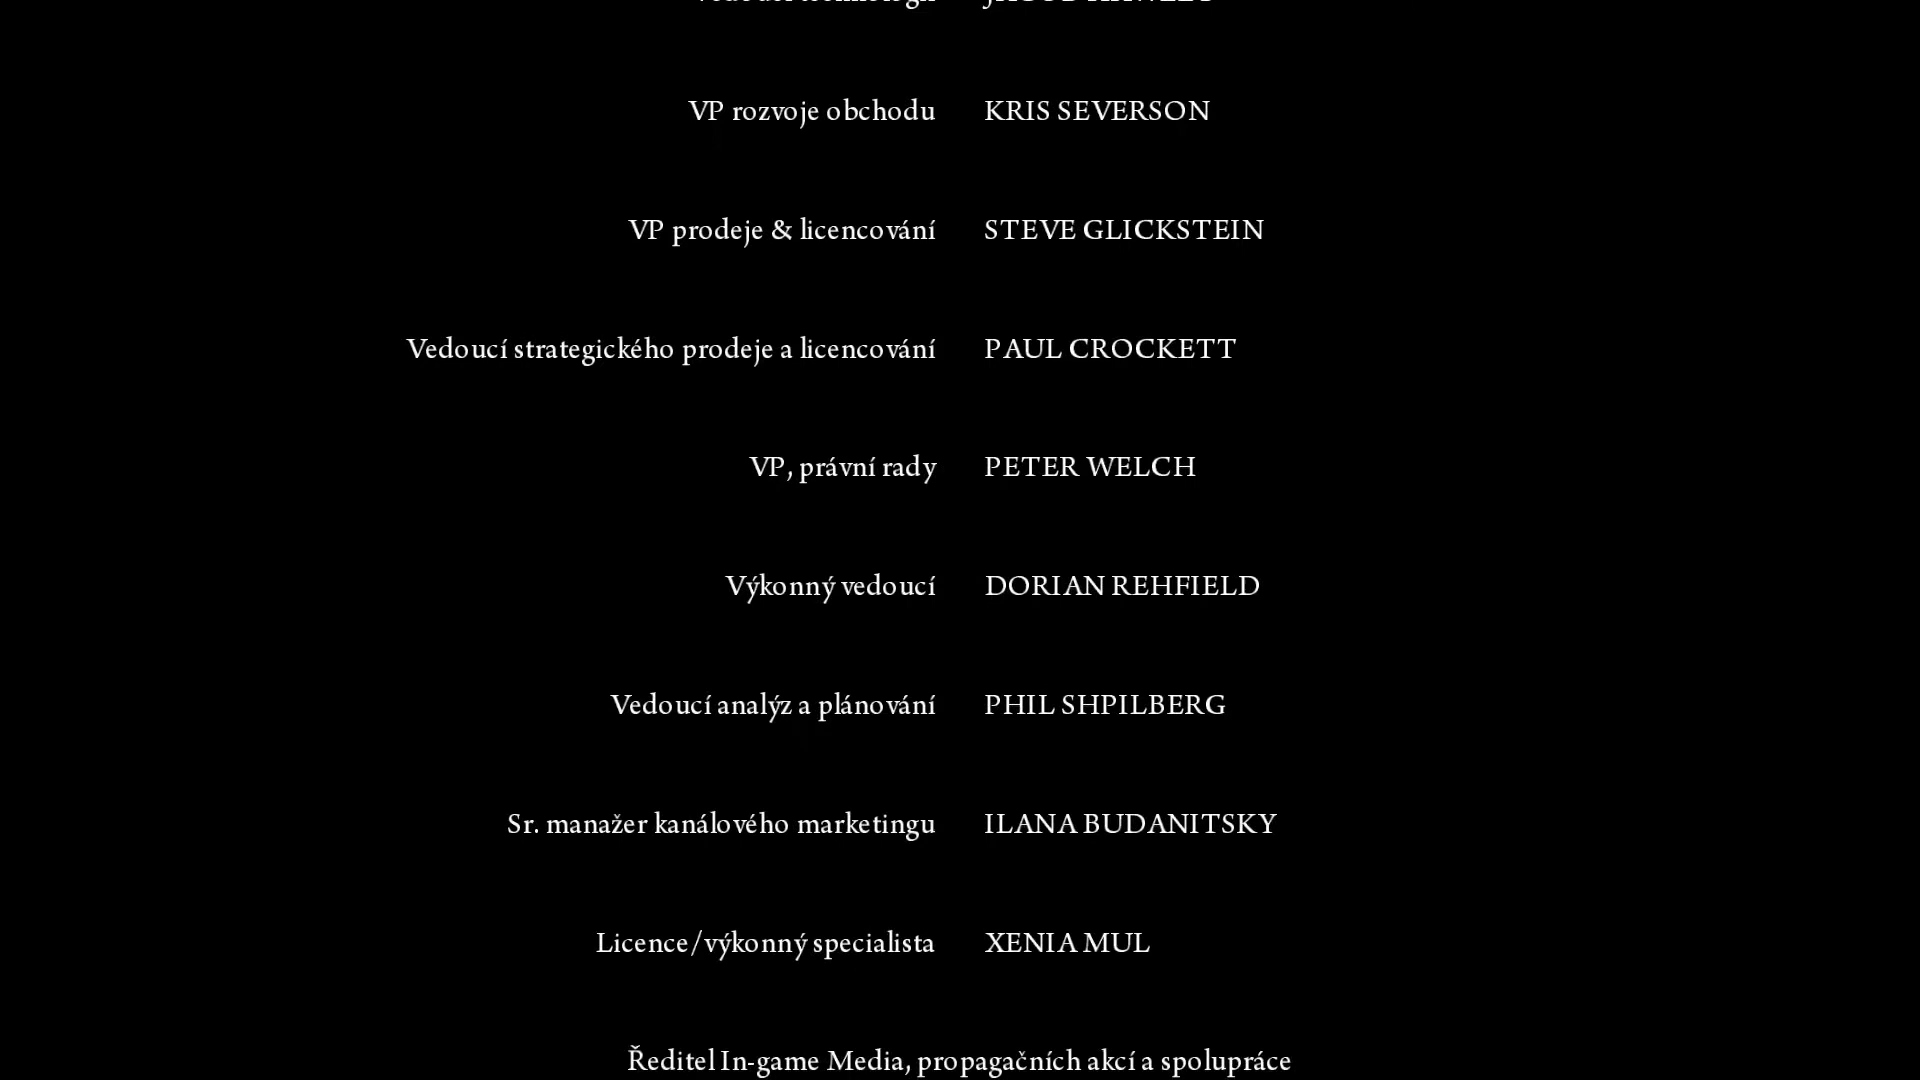 VP rozvoje obchodu KRIS SEVERSON
VP prodeje & licencování STEVE GLICKSTEIN
Vedoucí strategického prodeje a licencování PAUL CROCKETT
VP, právní rady PETER WELCH
Výkonný vedoucí DORIAN REHFIELD
Vedoucí analýz a plánování PHIL SHPILBERG
Sr. manažer kanálového marketingu ILANA BUDANITSKY
Licence/výkonný specialista XENIA MUL
Ředitel In-game Media, propagačních akcí a spolupráce